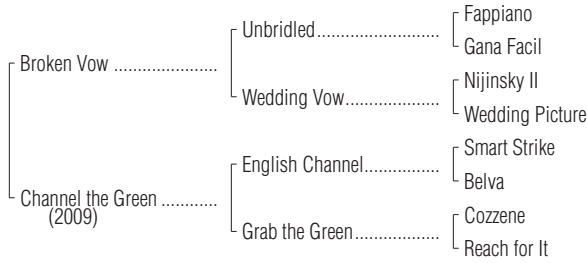 Fappiano
Unbridled
Gana Facil
Broken Vow
Nijinsky II
Wedding Vow
Wedding Picture
Smart Strike
English Channel
Belva
Channel the Green
(2009)
Cozzene
Grab the Green
Reach for It